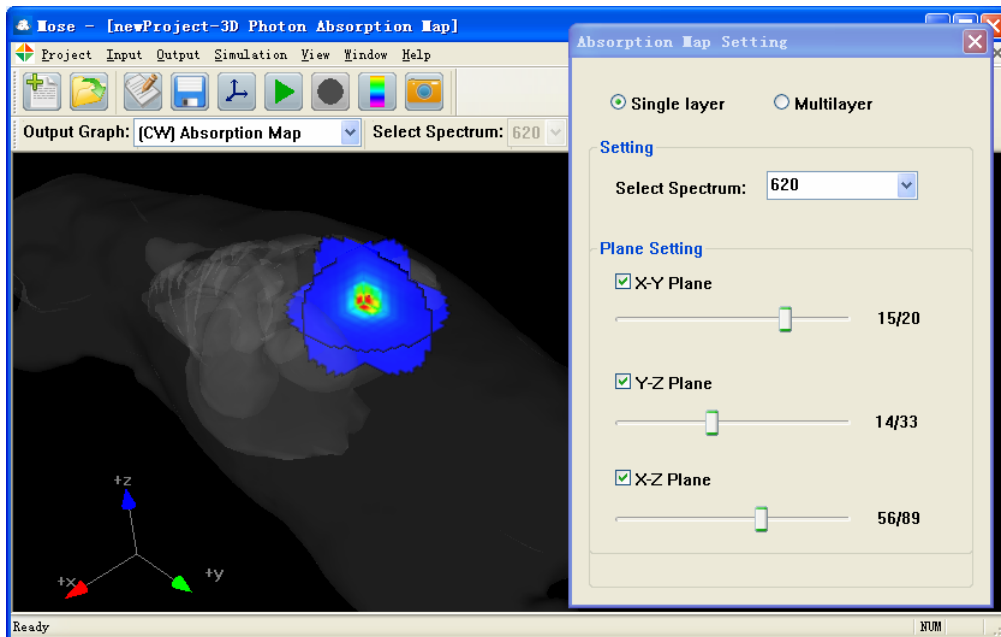 Mose - [newProject-3D Photon Absorption Map]
Project Input Output Simulation View Window Help
Output Graph: (CW) Absorption Map Select Spectrum: 620
Absorption Map Setting
Single layer Multilayer
Setting
Select Spectrum: 620
Plane Setting
X-Y Plane
15/20
Y-Z Plane
14/33
X-Z Plane
56/89
+z
+x +y
Ready NUM